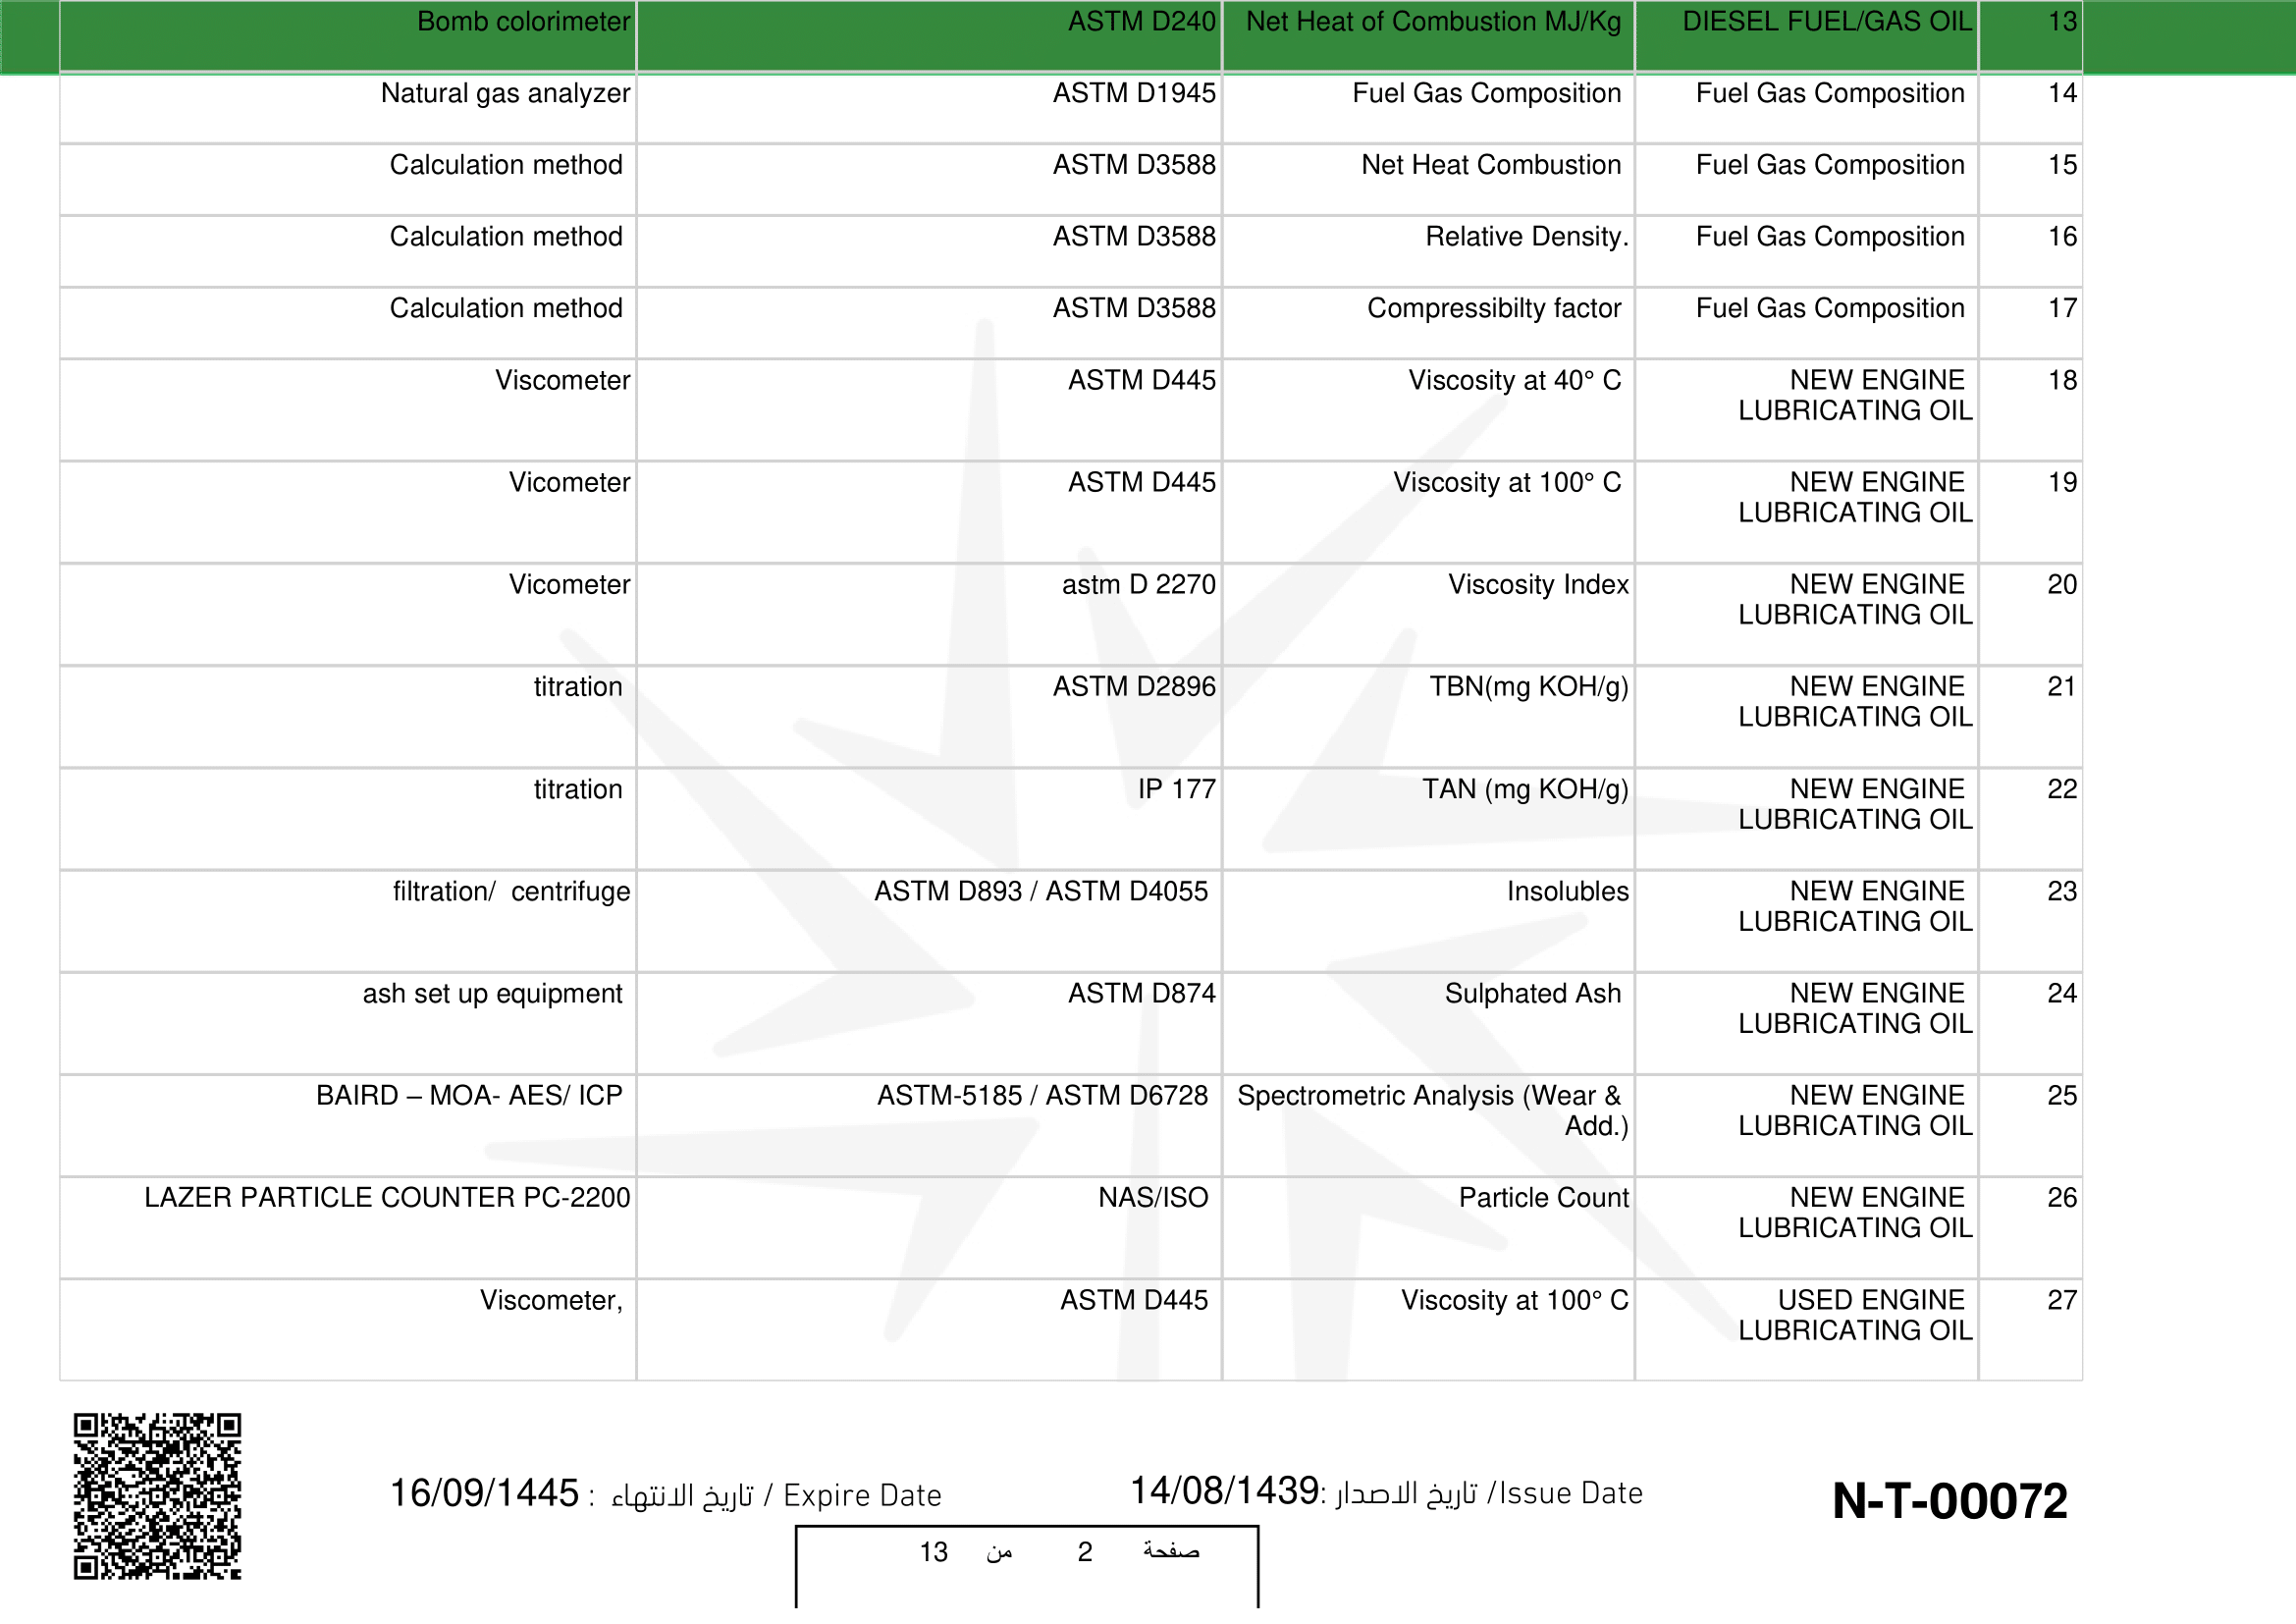 13 DIESEL FUEL/GAS OIL Net Heat of Combustion MJ/Kg ASTM D240 Bomb colorimeter
14 Fuel Gas Composition Fuel Gas Composition ASTM D1945 Natural gas analyzer
15 Fuel Gas Composition Net Heat Combustion ASTM D3588 Calculation method
16 Fuel Gas Composition Relative Density. ASTM D3588 Calculation method
17 Fuel Gas Composition Compressibilty factor ASTM D3588 Calculation method
18 NEW ENGINE Viscosity at 40° C ASTM D445 Viscometer
LUBRICATING OIL
19 NEW ENGINE Viscosity at 100° C ASTM D445 Vicometer
LUBRICATING OIL
20 NEW ENGINE Viscosity Index astm D 2270 Vicometer
LUBRICATING OIL
21 NEW ENGINE TBN(mg KOH/g) ASTM D2896 titration
LUBRICATING OIL
22 NEW ENGINE TAN (mg KOH/g) IP 177 titration
LUBRICATING OIL
23 NEW ENGINE Insolubles ASTM D893 / ASTM D4055 filtration/ centrifuge
LUBRICATING OIL
24 NEW ENGINE Sulphated Ash ASTM D874 ash set up equipment
LUBRICATING OIL
25 NEW ENGINE Spectrometric Analysis (Wear & ASTM-5185 / ASTM D6728 BAIRD – MOA- AES/ ICP
LUBRICATING OIL Add.)
26 NEW ENGINE Particle Count NAS/ISO LAZER PARTICLE COUNTER PC-2200
LUBRICATING OIL
27 USED ENGINE Viscosity at 100° C ASTM D445 Viscometer,
LUBRICATING OIL
N-T-00072
Issue Date/ تاريخ الاصدار :14/08/1439
Expire Date / تاريخ الانتهاء : 16/09/1445
صفحة 2 من 13